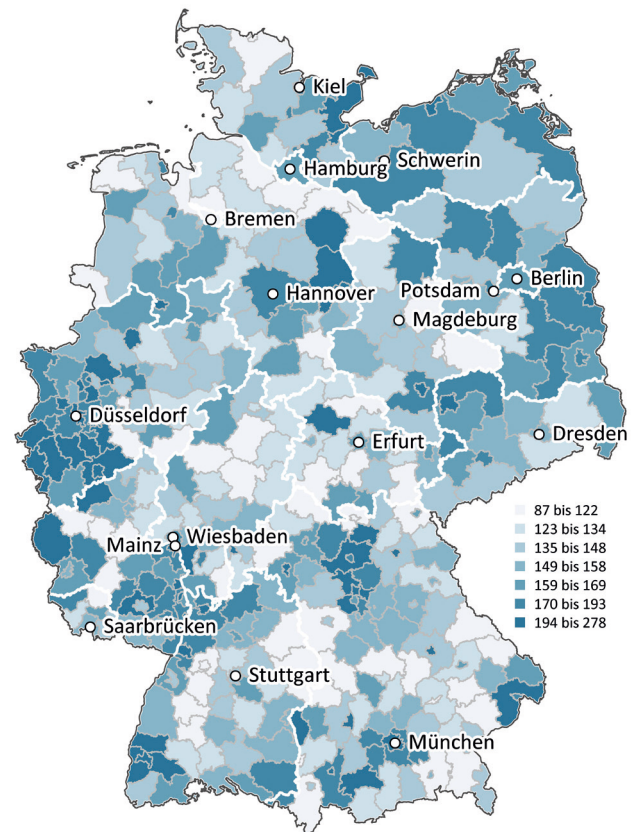 Kiel
Hamburg
Schwerin
Bremen
Berlin
Potsdam
Hannover
Magdeburg
Düsseldorf
Erfurt
Dresden
Wiesbaden
Mainz
Saarbrücken
Stuttgart
München
87 bis 122
123 bis 134
135 bis 148
149 bis 158
159 bis 169
170 bis 193
194 bis 278